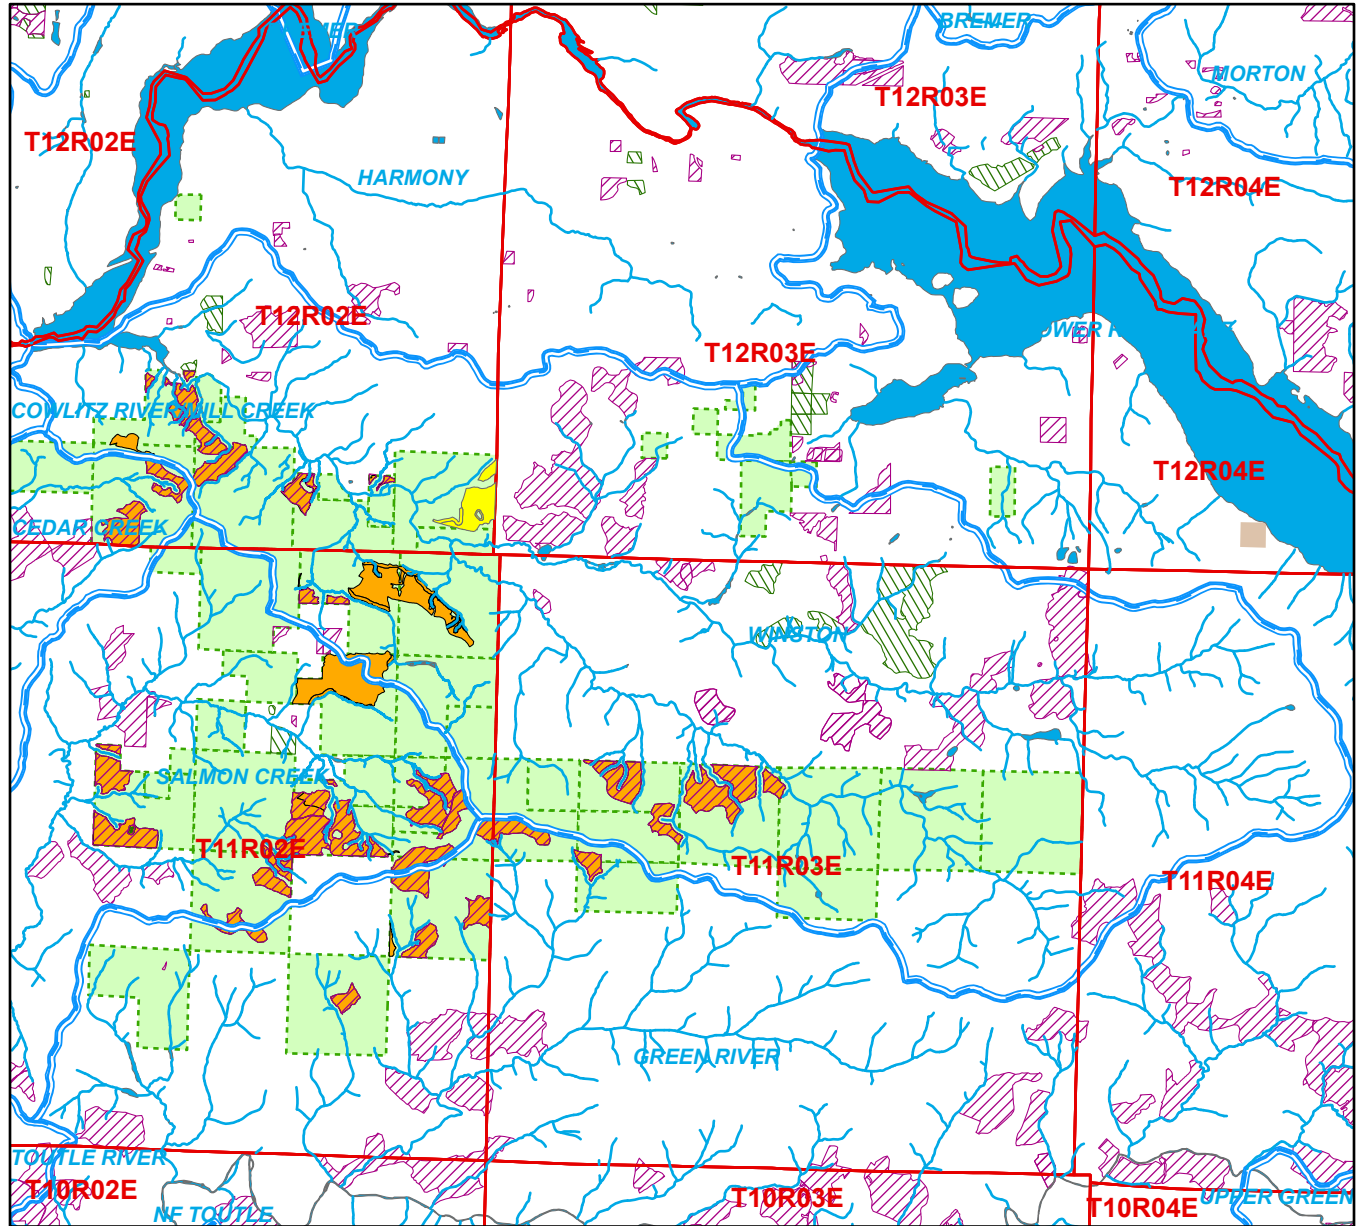 BREMER
MORTON
T12R03E
T12R02E
HARMONY
T12R04E
T12R02E
T12R03E
COWLITZ RIVER MILL CREEK
T12R04E
CEDAR CREEK
WINSTON
SALMON CREEK
T11R02E
T11R03E
T11R04E
GREEN RIVER
TOUTLE RIVER
T10R02E
T10R03E
T10R04E
UPPER GREEN
NF TOUTLE